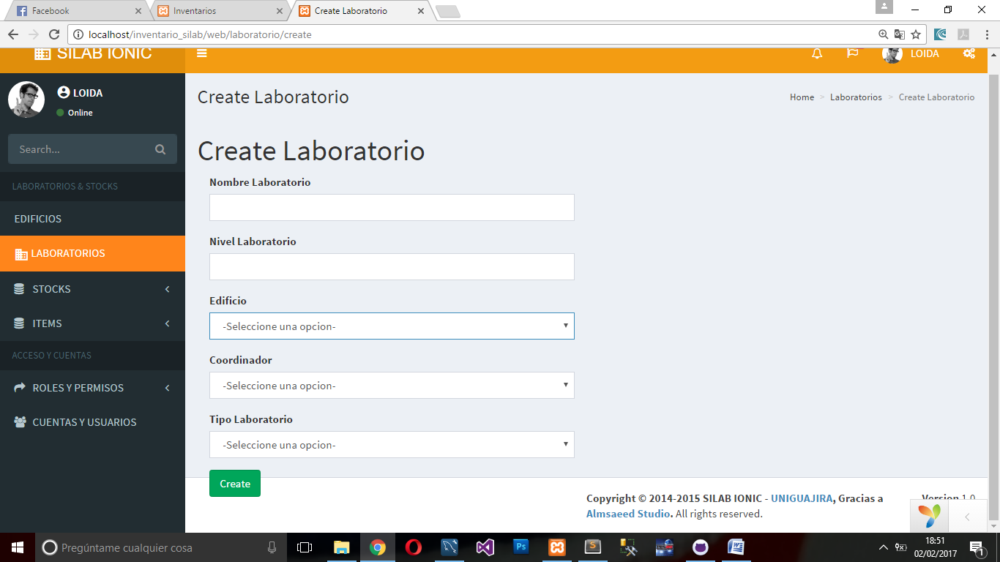 Facebook
Inventarios
Create Laboratorio
localhost/inventario_silab/web/laboratorio/create
SILAB IONIC
LOIDA
LOIDA
Online
Search...
LABORATORIOS & STOCKS
EDIFICIOS
LABORATORIOS
STOCKS
ITEMS
ACCESO Y CUENTAS
ROLES Y PERMISOS
CUENTAS Y USUARIOS
Create Laboratorio
Home > Laboratorios > Create Laboratorio
Create Laboratorio
Nombre Laboratorio
Nivel Laboratorio
Edificio
-Seleccione una opcion-
Coordinador
-Seleccione una opcion-
Tipo Laboratorio
-Seleccione una opcion-
Create
Copyright © 2014-2015 SILAB IONIC - UNIGUAJIRA, Gracias a
Almsaeed Studio. All rights reserved.
Version 1.0
Pregúntame cualquier cosa
Ps
W
18:51
02/02/2017
1